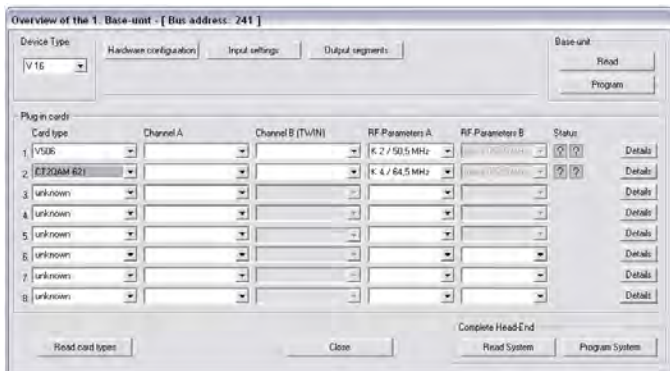 Overview of the 1. Base-unit - [ Bus address: 241 ]
Device Type
Base-unit
V 16
Hardware configuration
Input settings
Output segments
Read
Program
Plug in cards
Card type Channel A Channel B (TWIN) RF-Parameters A RF-Parameters B Status
1 V506 K 2 / 50,5 MHz ? ? Details
2 CT2QAM 621 K 4 / 64,5 MHz ? ? Details
3 unknown Details
4 unknown Details
5 unknown Details
6 unknown Details
7 unknown Details
8 unknown Details
Complete Head-End
Read card types Close Read System Program System